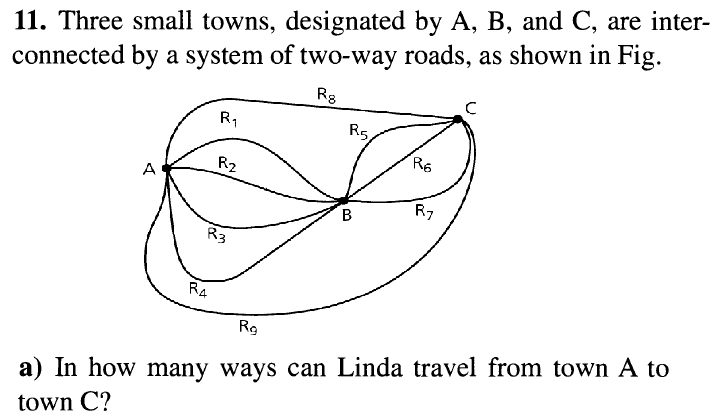 11. Three small towns, designated by A, B, and C, are inter-
connected by a system of two-way roads, as shown in Fig.
R8
C
R1
R5
A
R2
R6
B
R7
R3
R4
R9
a) In how many ways can Linda travel from town A to
town C?